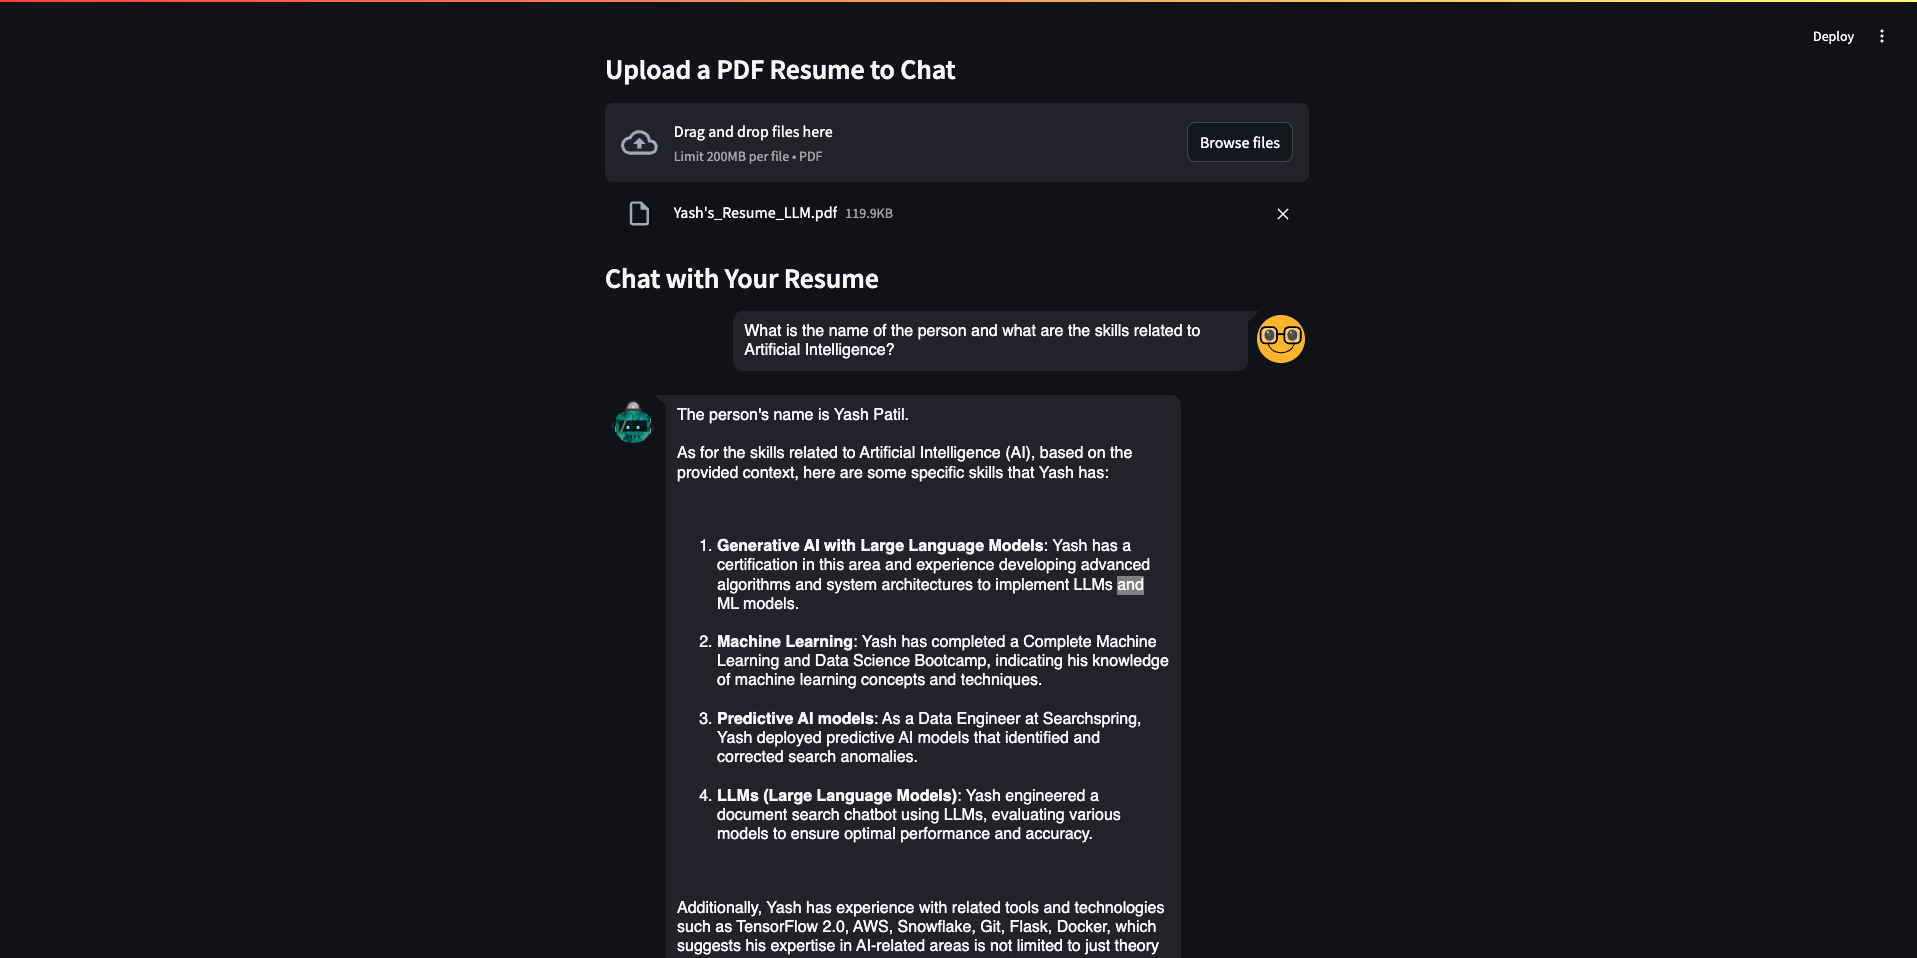 Deploy
Upload a PDF Resume to Chat
Drag and drop files here
Limit 200MB per file • PDF
Browse files
Yash's_Resume_LLM.pdf 119.9KB
Chat with Your Resume
What is the name of the person and what are the skills related to
Artificial Intelligence?
The person's name is Yash Patil.
As for the skills related to Artificial Intelligence (AI), based on the
provided context, here are some specific skills that Yash has:
1. Generative AI with Large Language Models: Yash has a
certification in this area and experience developing advanced
algorithms and system architectures to implement LLMs and
ML models.
2. Machine Learning: Yash has completed a Complete Machine
Learning and Data Science Bootcamp, indicating his knowledge
of machine learning concepts and techniques.
3. Predictive AI models: As a Data Engineer at Searchspring,
Yash deployed predictive AI models that identified and
corrected search anomalies.
4. LLMs (Large Language Models): Yash engineered a
document search chatbot using LLMs, evaluating various
models to ensure optimal performance and accuracy.
Additionally, Yash has experience with related tools and technologies
such as TensorFlow 2.0, AWS, Snowflake, Git, Flask, Docker, which
suggests his expertise in AI-related areas is not limited to just theory